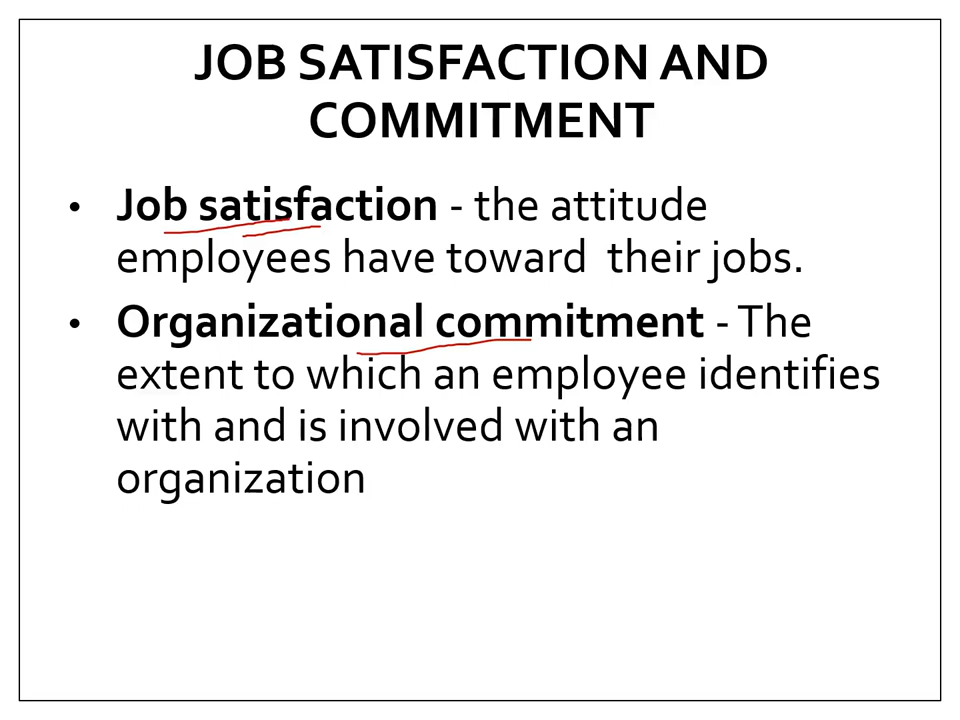 JOB SATISFACTION AND
COMMITMENT
• Job satisfaction - the attitude
employees have toward  their jobs.
• Organizational commitment - The
extent to which an employee identifies
with and is involved with an
organization